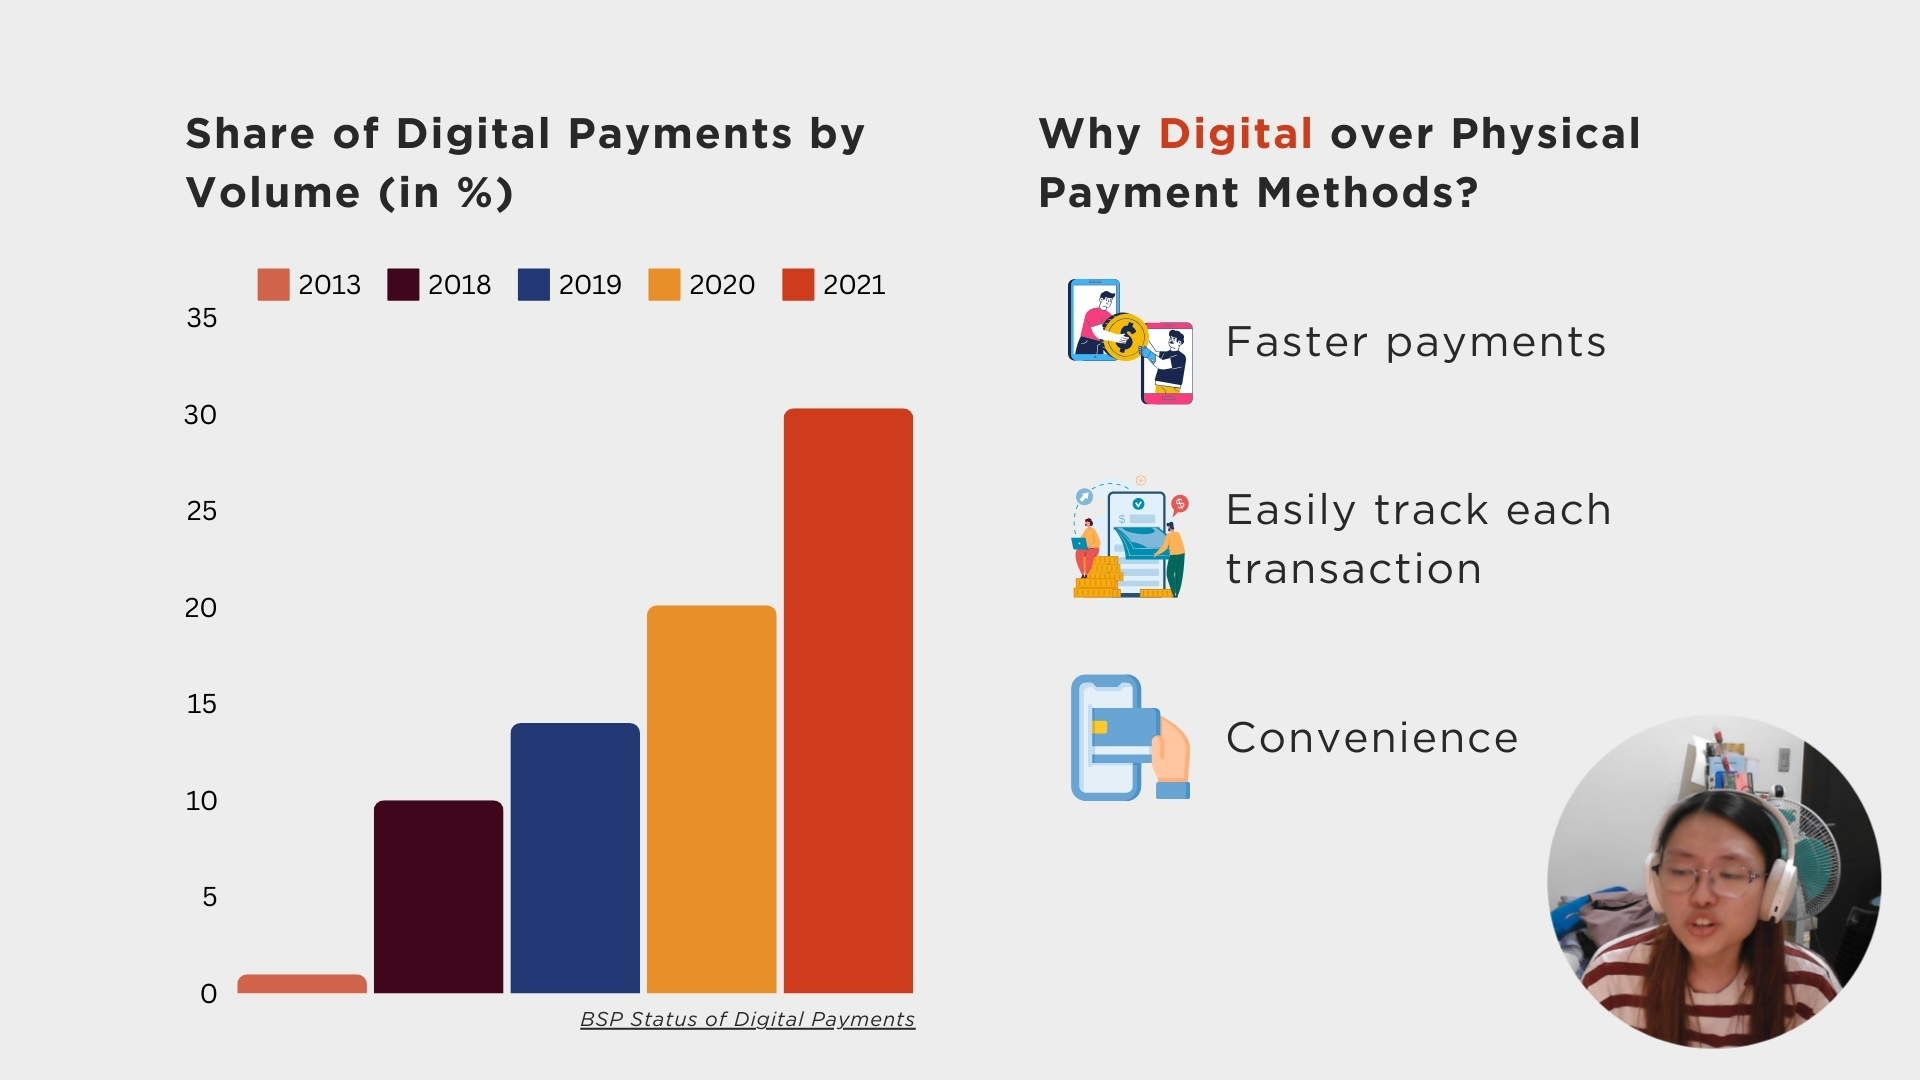 Share of Digital Payments by
Volume (in %)
2013 2018 2019 2020 2021
35
30
25
20
15
10
5
0
BSP Status of Digital Payments
Why Digital over Physical
Payment Methods?
Faster payments
Easily track each
transaction
Convenience